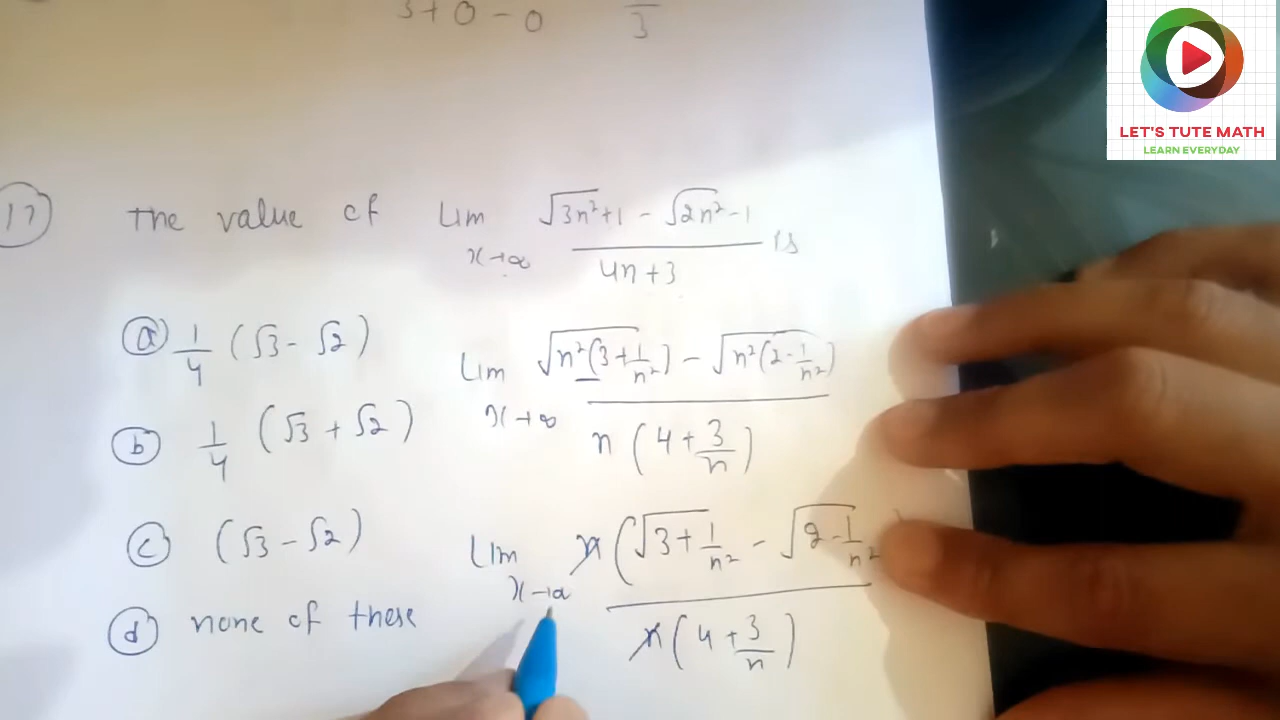 3 + 0 - 0 / 3
LET'S TUTE MATH
LEARN EVERYDAY
17 The value of Lim x→∞ (√3n²+1 - √2n²-1) / (4n+3) is
(a) 1/4 (√3 - √2)
Lim x→∞ (√n²(3+1/n²) - √n²(2-1/n²)) / n(4+3/n)
(b) 1/4 (√3 + √2)
(c) (√3 - √2)
Lim x→∞ n(√3+1/n² - √2-1/n²) / n(4+3/n)
(d) none of these